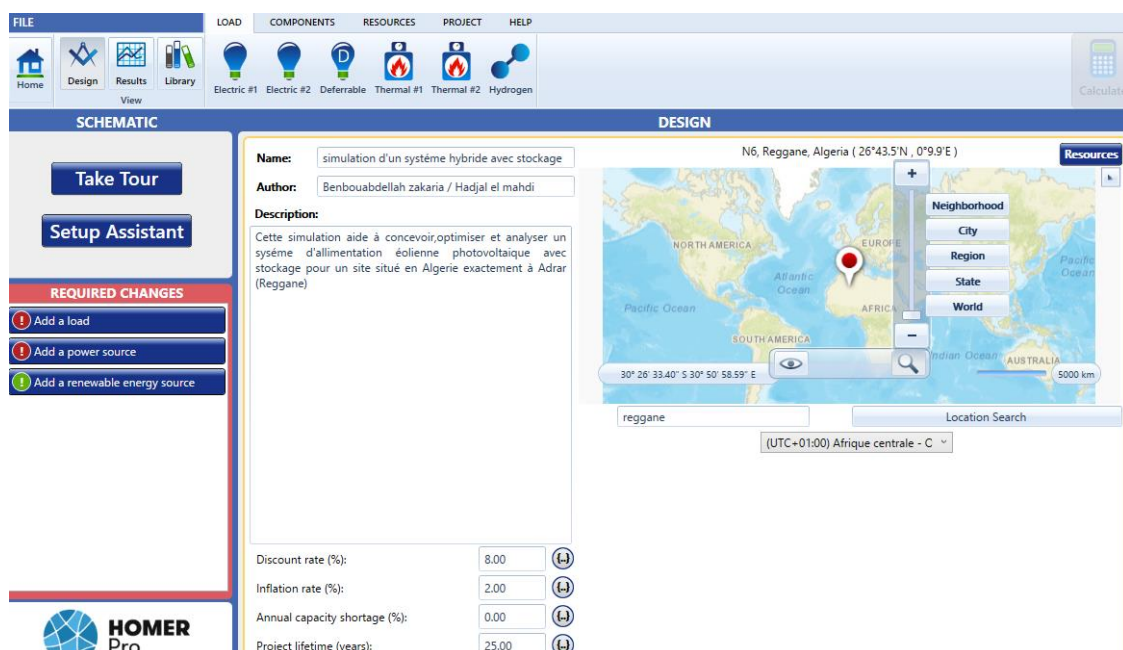 FILE
LOAD COMPONENTS RESOURCES PROJECT HELP
Home
Design Results Library
View
Electric #1 Electric #2 Deferrable Thermal #1 Thermal #2 Hydrogen
D
Calculate
SCHEMATIC
Take Tour
Setup Assistant
REQUIRED CHANGES
Add a load
Add a power source
Add a renewable energy source
HOMER
Pro
DESIGN
Name: simulation d'un systéme hybride avec stockage
Author: Benbouabdellah zakaria / Hadjal el mahdi
Description:
Cette simulation aide à concevoir,optimiser et analyser un
syséme d'allimentation éolienne photovoltaique avec
stockage pour un site situé en Algerie exactement à Adrar
(Reggane)
Discount rate (%): 8.00 {..}
Inflation rate (%): 2.00 {..}
Annual capacity shortage (%): 0.00 {..}
Project lifetime (years): 25.00 {..}
N6, Reggane, Algeria ( 26°43.5'N , 0°9.9'E )
Resources
+
Neighborhood
City
Region
State
World
−
NORTH AMERICA
EUROPE
Atlantic
Ocean
Pacific
Ocean
Pacific Ocean
AFRICA
SOUTH AMERICA
Indian Ocean
AUSTRALIA
30° 26' 33.40" S 30° 50' 58.59" E
5000 km
reggane
Location Search
(UTC+01:00) Afrique centrale - O